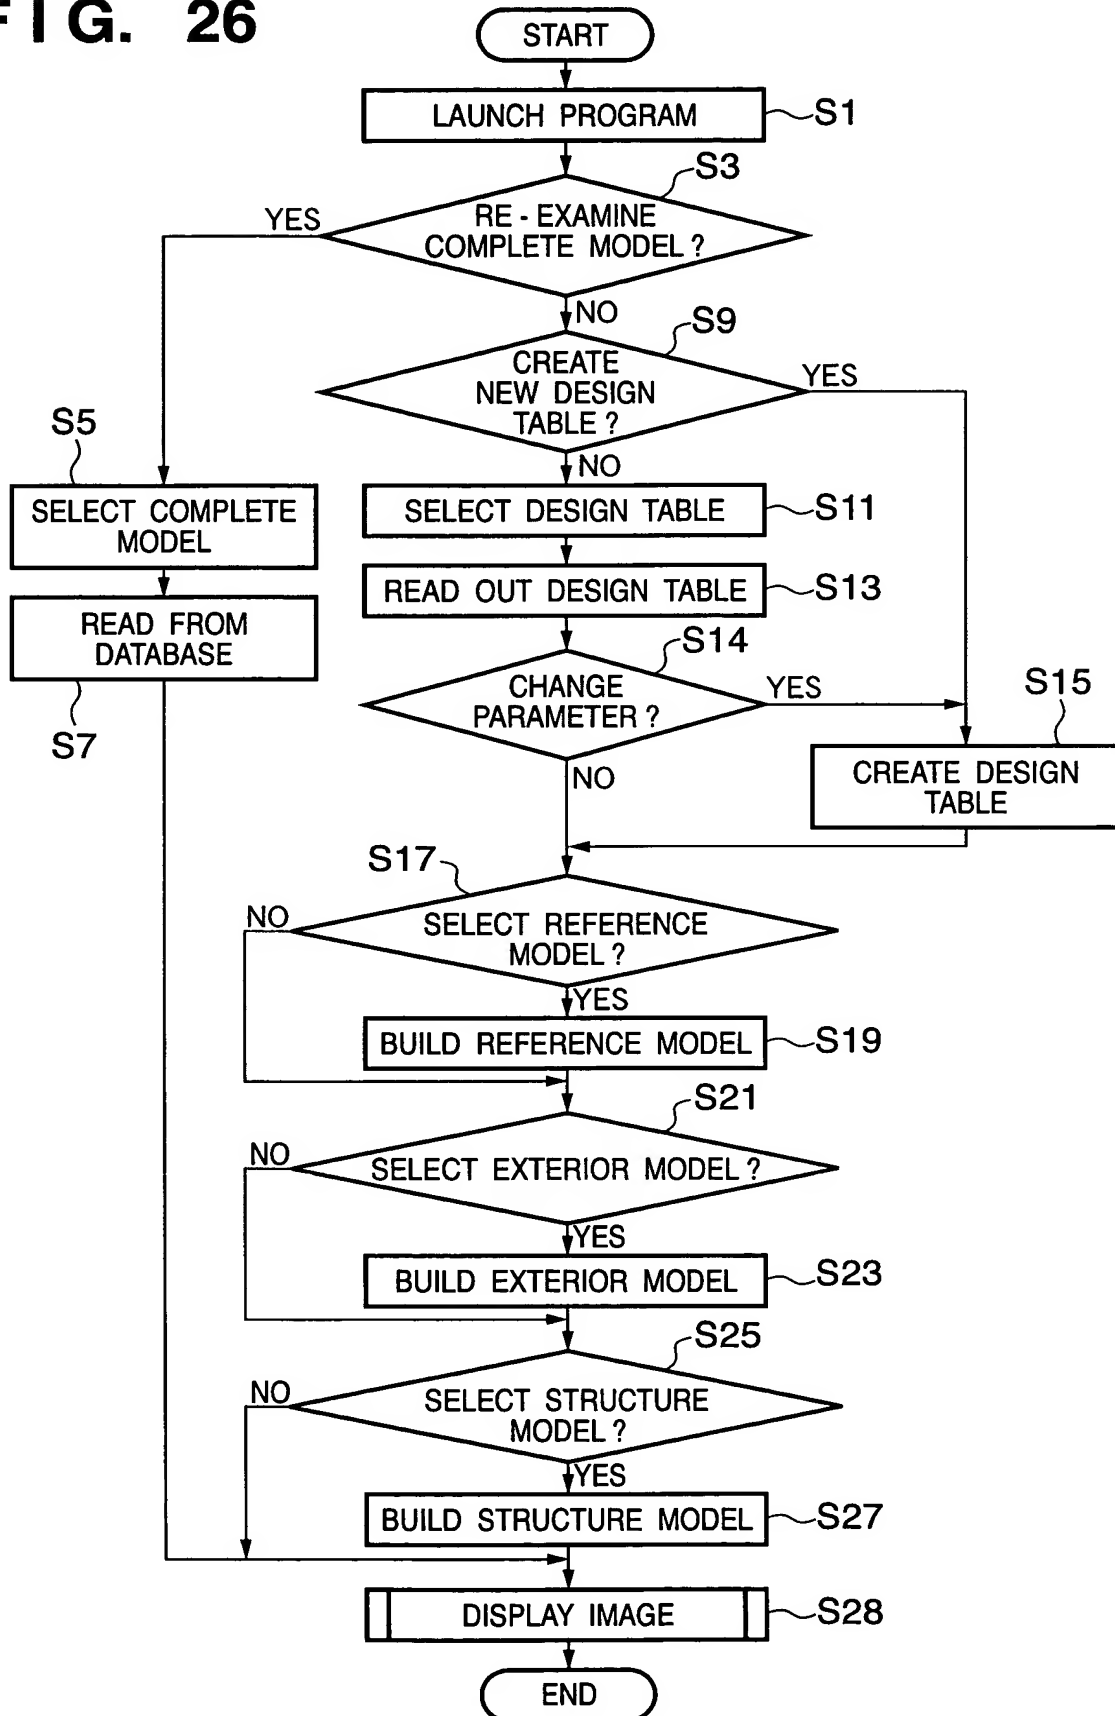 FIG. 26
START
LAUNCH PROGRAM
S1
S3
RE-EXAMINE
COMPLETE MODEL?
YES
NO
S9
CREATE
NEW DESIGN
TABLE?
YES
NO
S5
SELECT COMPLETE
MODEL
SELECT DESIGN TABLE
S11
READ FROM
DATABASE
S7
READ OUT DESIGN TABLE
S13
S14
CHANGE
PARAMETER?
YES
NO
S15
CREATE DESIGN
TABLE
S17
SELECT REFERENCE
MODEL?
NO
YES
BUILD REFERENCE MODEL
S19
S21
SELECT EXTERIOR MODEL?
NO
YES
BUILD EXTERIOR MODEL
S23
S25
SELECT STRUCTURE
MODEL?
NO
YES
BUILD STRUCTURE MODEL
S27
DISPLAY IMAGE
S28
END